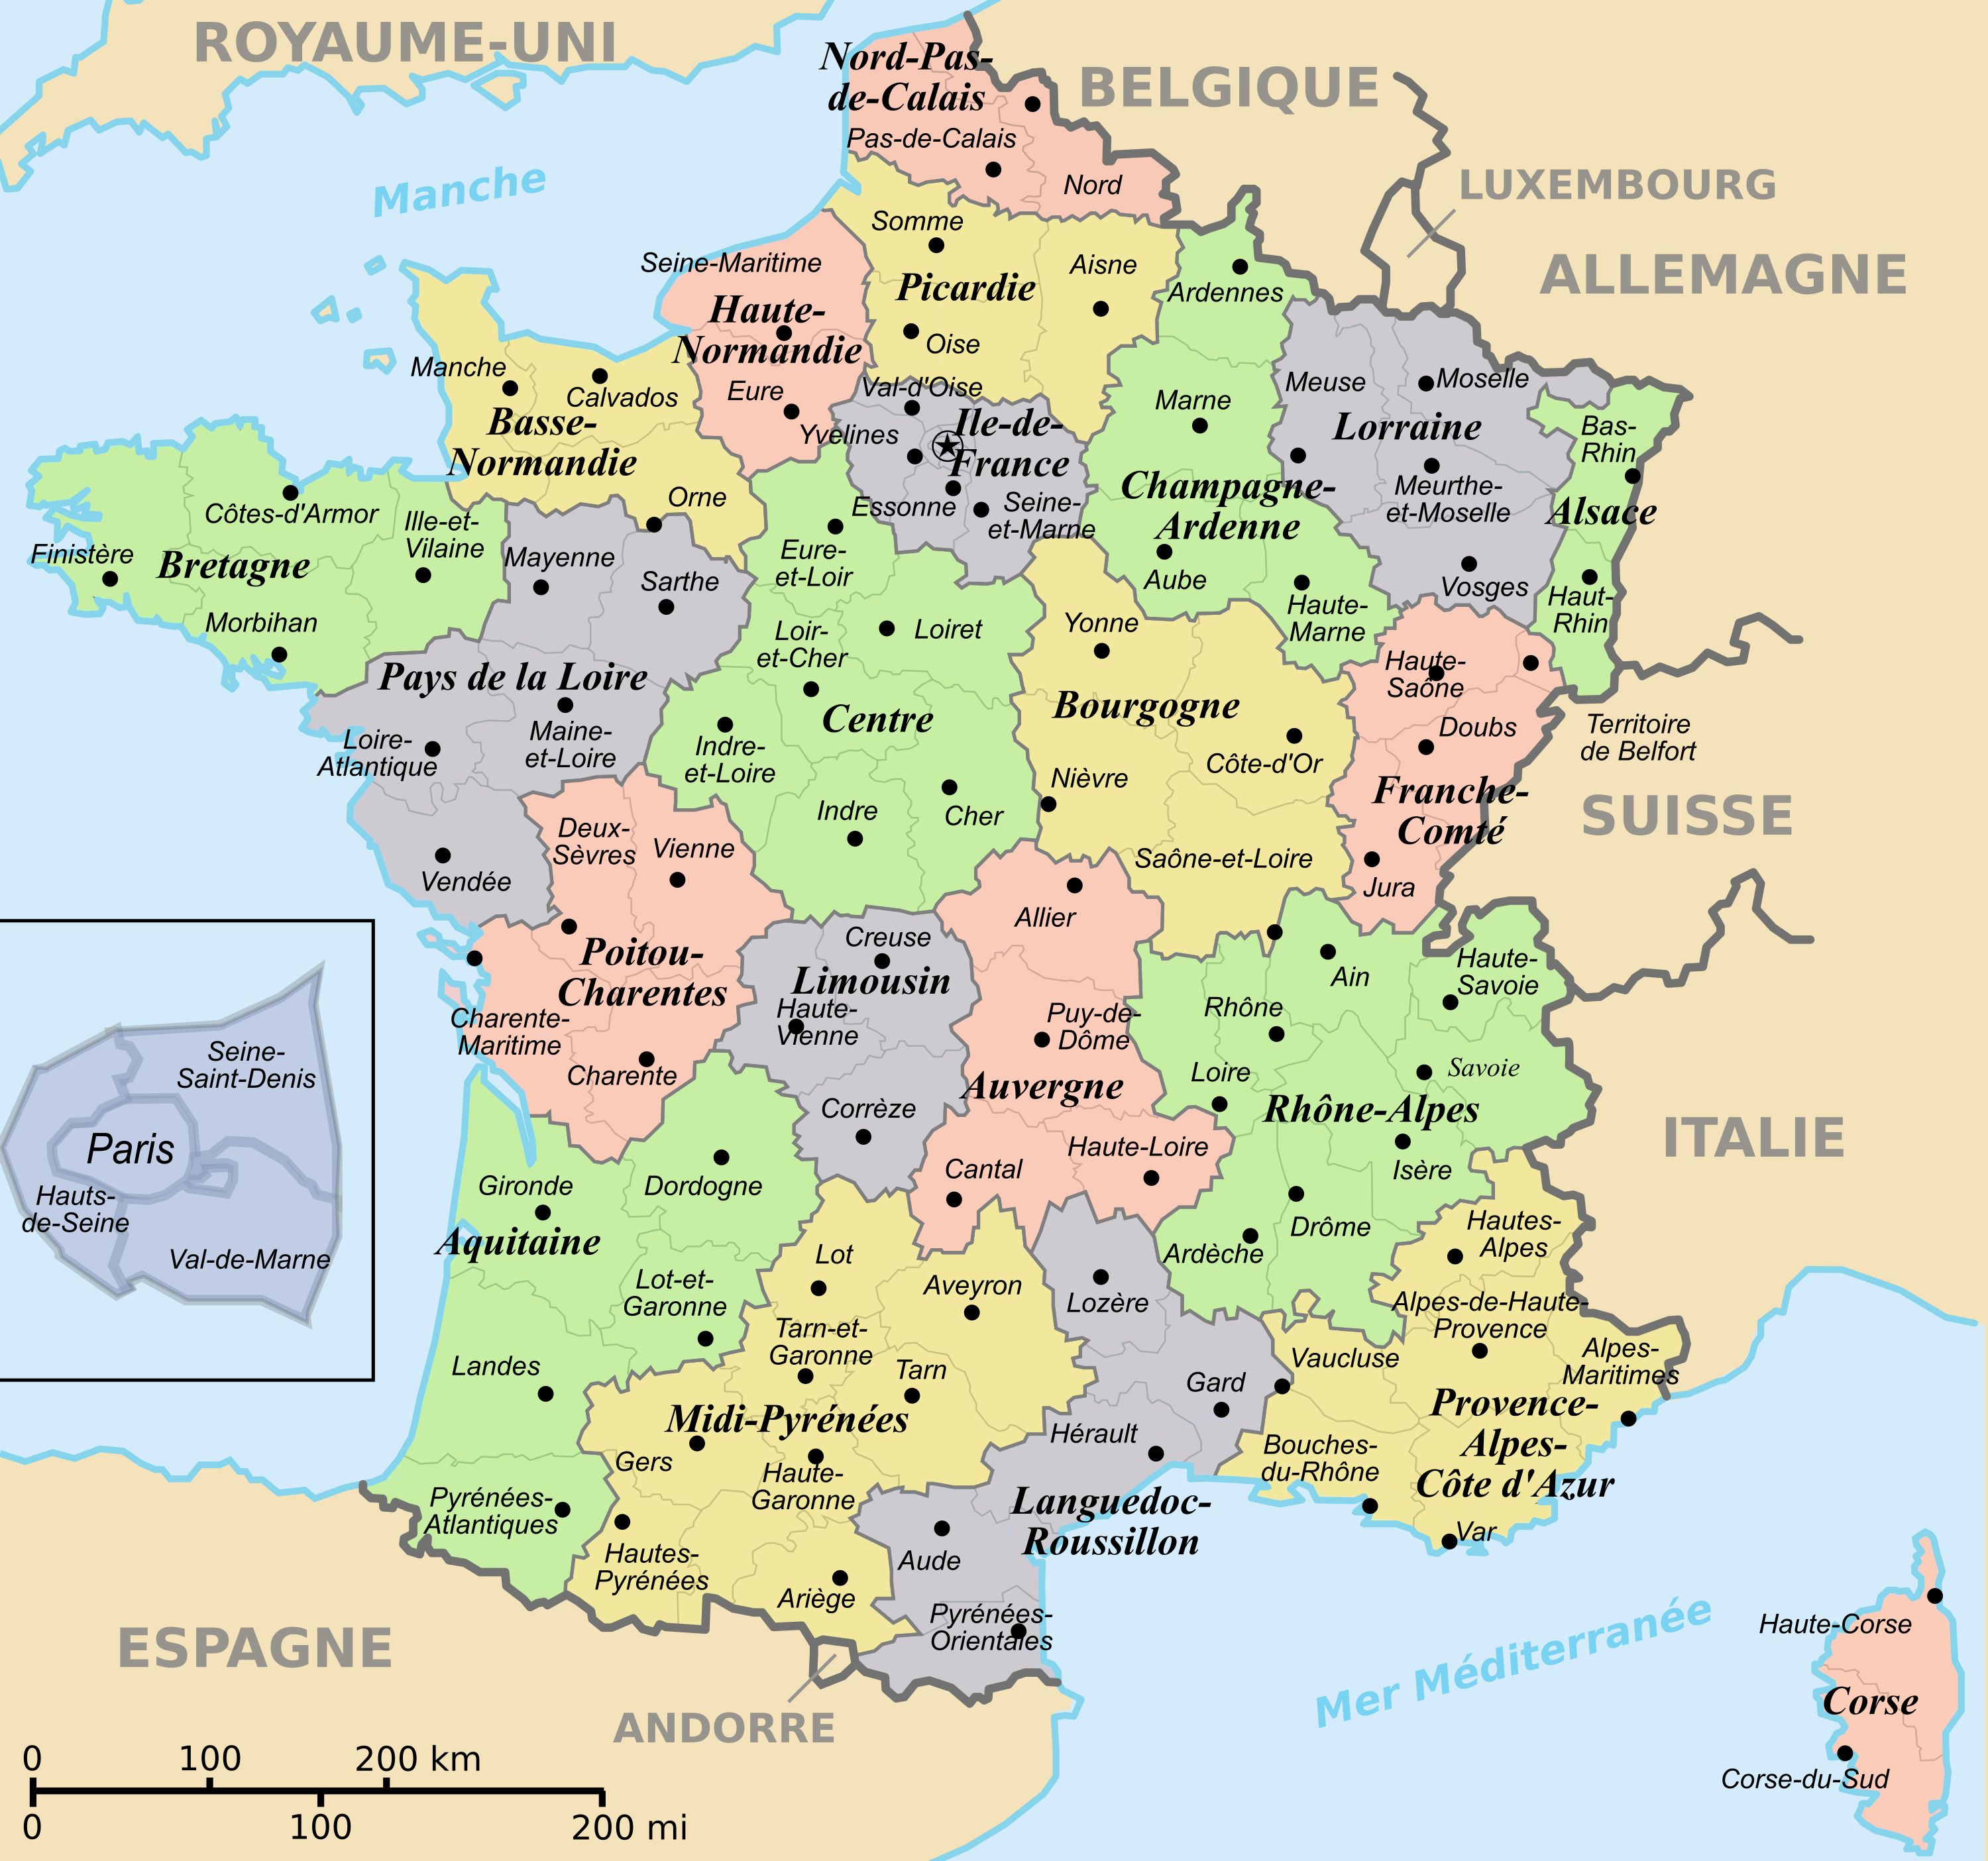 ROYAUME-UNI
BELGIQUE
LUXEMBOURG
ALLEMAGNE
SUISSE
ITALIE
ESPAGNE
ANDORRE
Manche
Mer Méditerranée
Nord-Pas-
de-Calais
Pas-de-Calais
Nord
Somme
Picardie
Aisne
Oise
Seine-Maritime
Haute-
Normandie
Eure
Manche
Calvados
Basse-
Normandie
Orne
Val-d'Oise
Yvelines
Ile-de-
France
Essonne
Seine-
et-Marne
Ardennes
Marne
Champagne-
Ardenne
Aube
Haute-
Marne
Meuse
Moselle
Lorraine
Meurthe-
et-Moselle
Vosges
Bas-
Rhin
Alsace
Haut-
Rhin
Côtes-d'Armor
Finistère
Bretagne
Ille-et-
Vilaine
Morbihan
Mayenne
Sarthe
Pays de la Loire
Loire-
Atlantique
Maine-
et-Loire
Vendée
Eure-
et-Loir
Loir-
et-Cher
Loiret
Centre
Indre-
et-Loire
Indre
Cher
Yonne
Bourgogne
Côte-d'Or
Nièvre
Saône-et-Loire
Haute-
Saône
Territoire
de Belfort
Doubs
Franche-
Comté
Jura
Deux-
Sèvres
Vienne
Poitou-
Charentes
Charente-
Maritime
Charente
Creuse
Limousin
Haute-
Vienne
Corrèze
Allier
Puy-de-
Dôme
Auvergne
Cantal
Haute-Loire
Ain
Haute-
Savoie
Rhône
Loire
Savoie
Rhône-Alpes
Isère
Drôme
Ardèche
Gironde
Dordogne
Aquitaine
Lot-et-
Garonne
Landes
Pyrénées-
Atlantiques
Lot
Aveyron
Tarn-et-
Garonne
Tarn
Midi-Pyrénées
Gers
Haute-
Garonne
Hautes-
Pyrénées
Ariège
Lozère
Gard
Hérault
Languedoc-
Roussillon
Aude
Pyrénées-
Orientales
Hautes-
Alpes
Alpes-de-Haute-
Provence
Vaucluse
Alpes-
Maritimes
Provence-
Alpes-
Côte d'Azur
Bouches-
du-Rhône
Var
Haute-Corse
Corse
Corse-du-Sud
Seine-
Saint-Denis
Paris
Hauts-
de-Seine
Val-de-Marne
0 100 200 km
0 100 200 mi